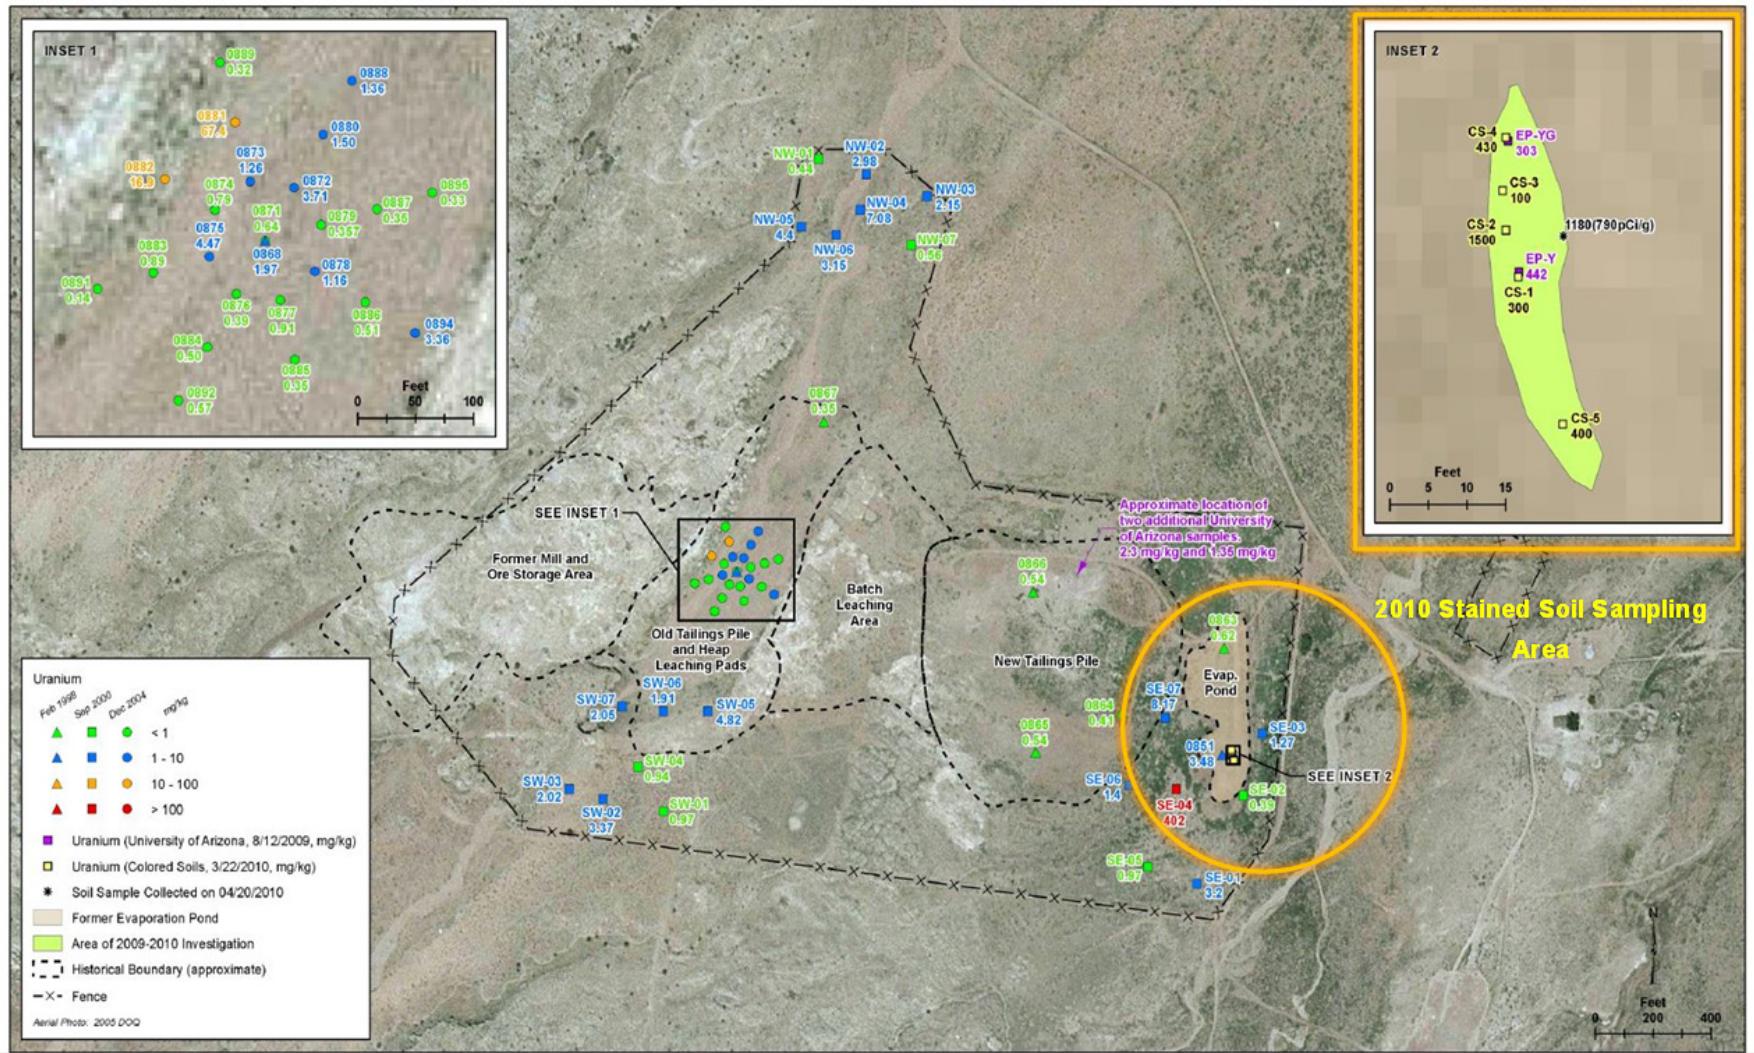 INSET 1
0889
0.32
0888
1.36
0881
67.4
0880
1.50
0873
1.26
0882
16.9
0872
3.71
0874
0.79
0895
0.33
0887
0.35
0871
0.94
0879
0.367
0875
4.47
0883
0.89
0868
1.97
0878
1.16
0891
0.14
0876
0.39
0877
0.91
0886
0.51
0894
3.36
0884
0.50
0885
0.35
0892
0.57
Feet
0 50 100
NW-01
0.44
NW-02
2.98
NW-03
2.15
NW-04
7.08
NW-05
4.4
NW-06
3.15
NW-07
0.56
INSET 2
CS-4
430
EP-YG
303
CS-3
100
CS-2
1500
1180(790pCi/g)
EP-Y
442
CS-1
300
CS-5
400
Feet
0 5 10 15
0867
0.35
SEE INSET 1
Former Mill and
Ore Storage Area
Batch
Leaching
Area
Old Tailings Pile
and Heap
Leaching Pads
Approximate location of
two additional University
of Arizona samples.
2.3 mg/kg and 1.35 mg/kg
0866
0.54
2010 Stained Soil Sampling
Area
0863
0.62
New Tailings Pile
Evap.
Pond
SW-07
2.05
SW-06
1.91
SW-05
4.82
SE-07
8.17
0864
0.41
0865
0.54
SE-03
1.27
0851
3.48
SEE INSET 2
SW-04
0.94
SW-03
2.02
SW-02
3.37
SW-01
0.97
SE-06
1.4
SE-04
402
SE-02
0.39
SE-05
0.97
SE-01
3.2
Uranium
Feb 1998 Sep 2000 Dec 2004 mg/kg
< 1
1 - 10
10 - 100
> 100
Uranium (University of Arizona, 8/12/2009, mg/kg)
Uranium (Colored Soils, 3/22/2010, mg/kg)
Soil Sample Collected on 04/20/2010
Former Evaporation Pond
Area of 2009-2010 Investigation
Historical Boundary (approximate)
Fence
Aerial Photo: 2005 DOQ
N
Feet
0 200 400